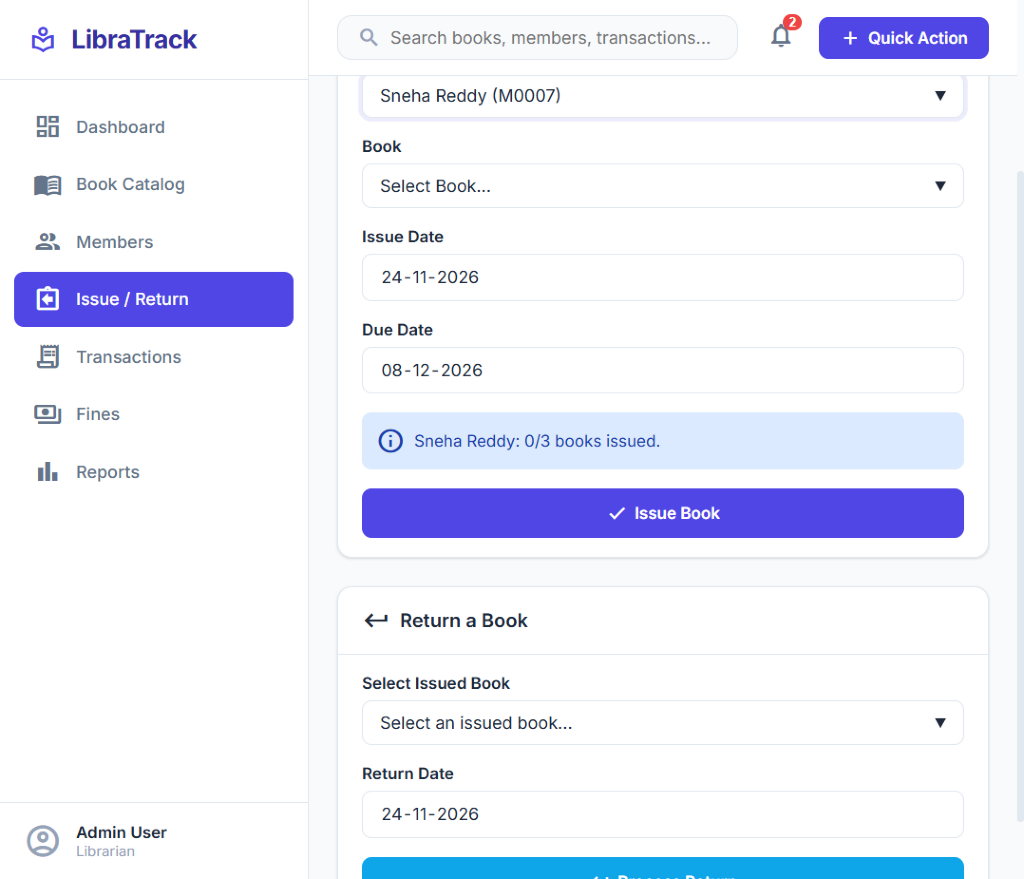 LibraTrack
Search books, members, transactions...
2
Quick Action
Dashboard
Book Catalog
Members
Issue / Return
Transactions
Fines
Reports
Admin User
Librarian
Sneha Reddy (M0007)
Book
Select Book...
Issue Date
24-11-2026
Due Date
08-12-2026
Sneha Reddy: 0/3 books issued.
Issue Book
Return a Book
Select Issued Book
Select an issued book...
Return Date
24-11-2026
Process Return